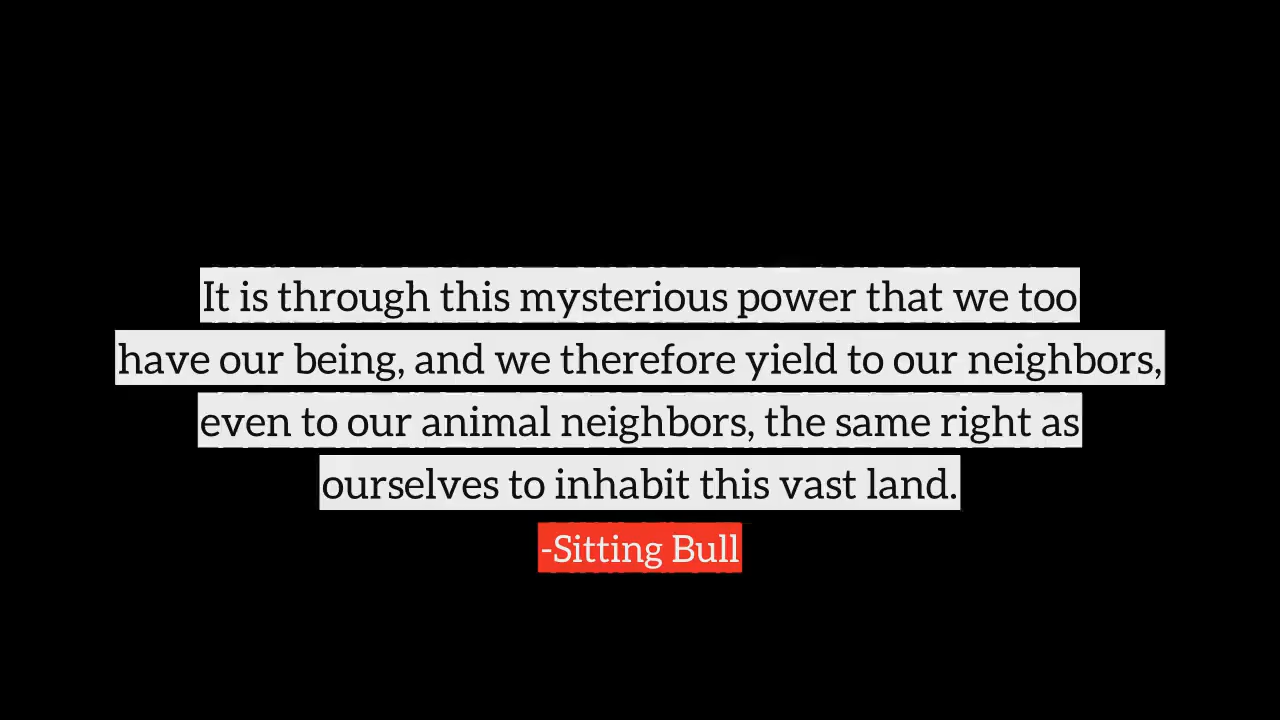 It is through this mysterious power that we too
have our being, and we therefore yield to our neighbors,
even to our animal neighbors, the same right as
ourselves to inhabit this vast land.
-Sitting Bull